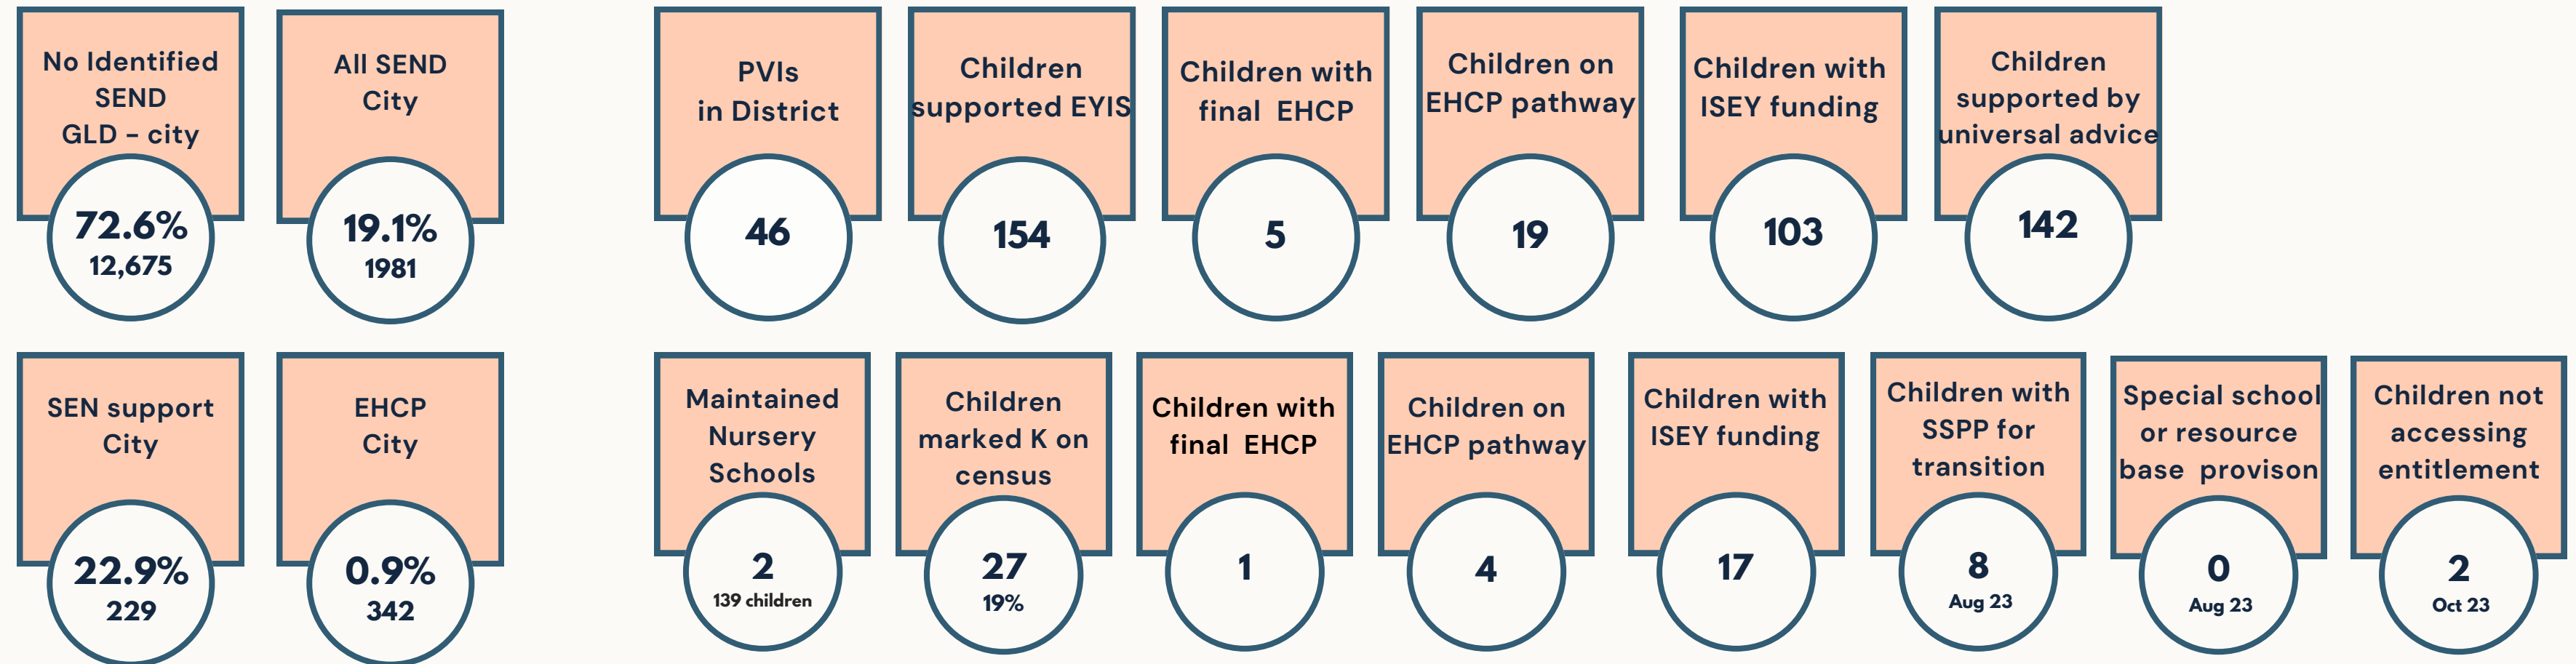 No Identified
SEND
GLD - city
72.6%
12,675
All SEND
City
19.1%
1981
PVIs
in District
46
Children
supported EYIS
154
Children with
final EHCP
5
Children on
EHCP pathway
19
Children with
ISEY funding
103
Children
supported by
universal advice
142
SEN support
City
22.9%
229
EHCP
City
0.9%
342
Maintained
Nursery
Schools
2
139 children
Children
marked K on
census
27
19%
Children with
final EHCP
1
Children on
EHCP pathway
4
Children with
ISEY funding
17
Children with
SSPP for
transition
8
Aug 23
Special school
or resource
base provison
0
Aug 23
Children not
accessing
entitlement
2
Oct 23